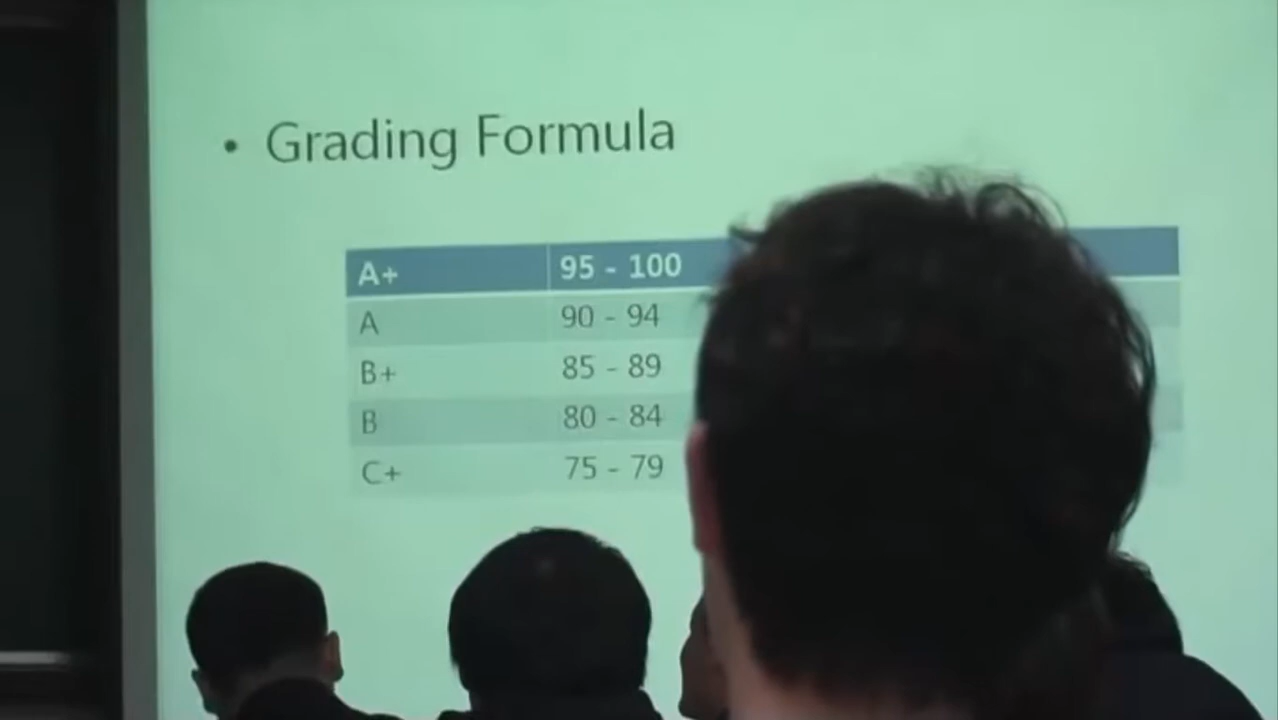 • Grading Formula
A+ 95 - 100
A 90 - 94
B+ 85 - 89
B 80 - 84
C+ 75 - 79